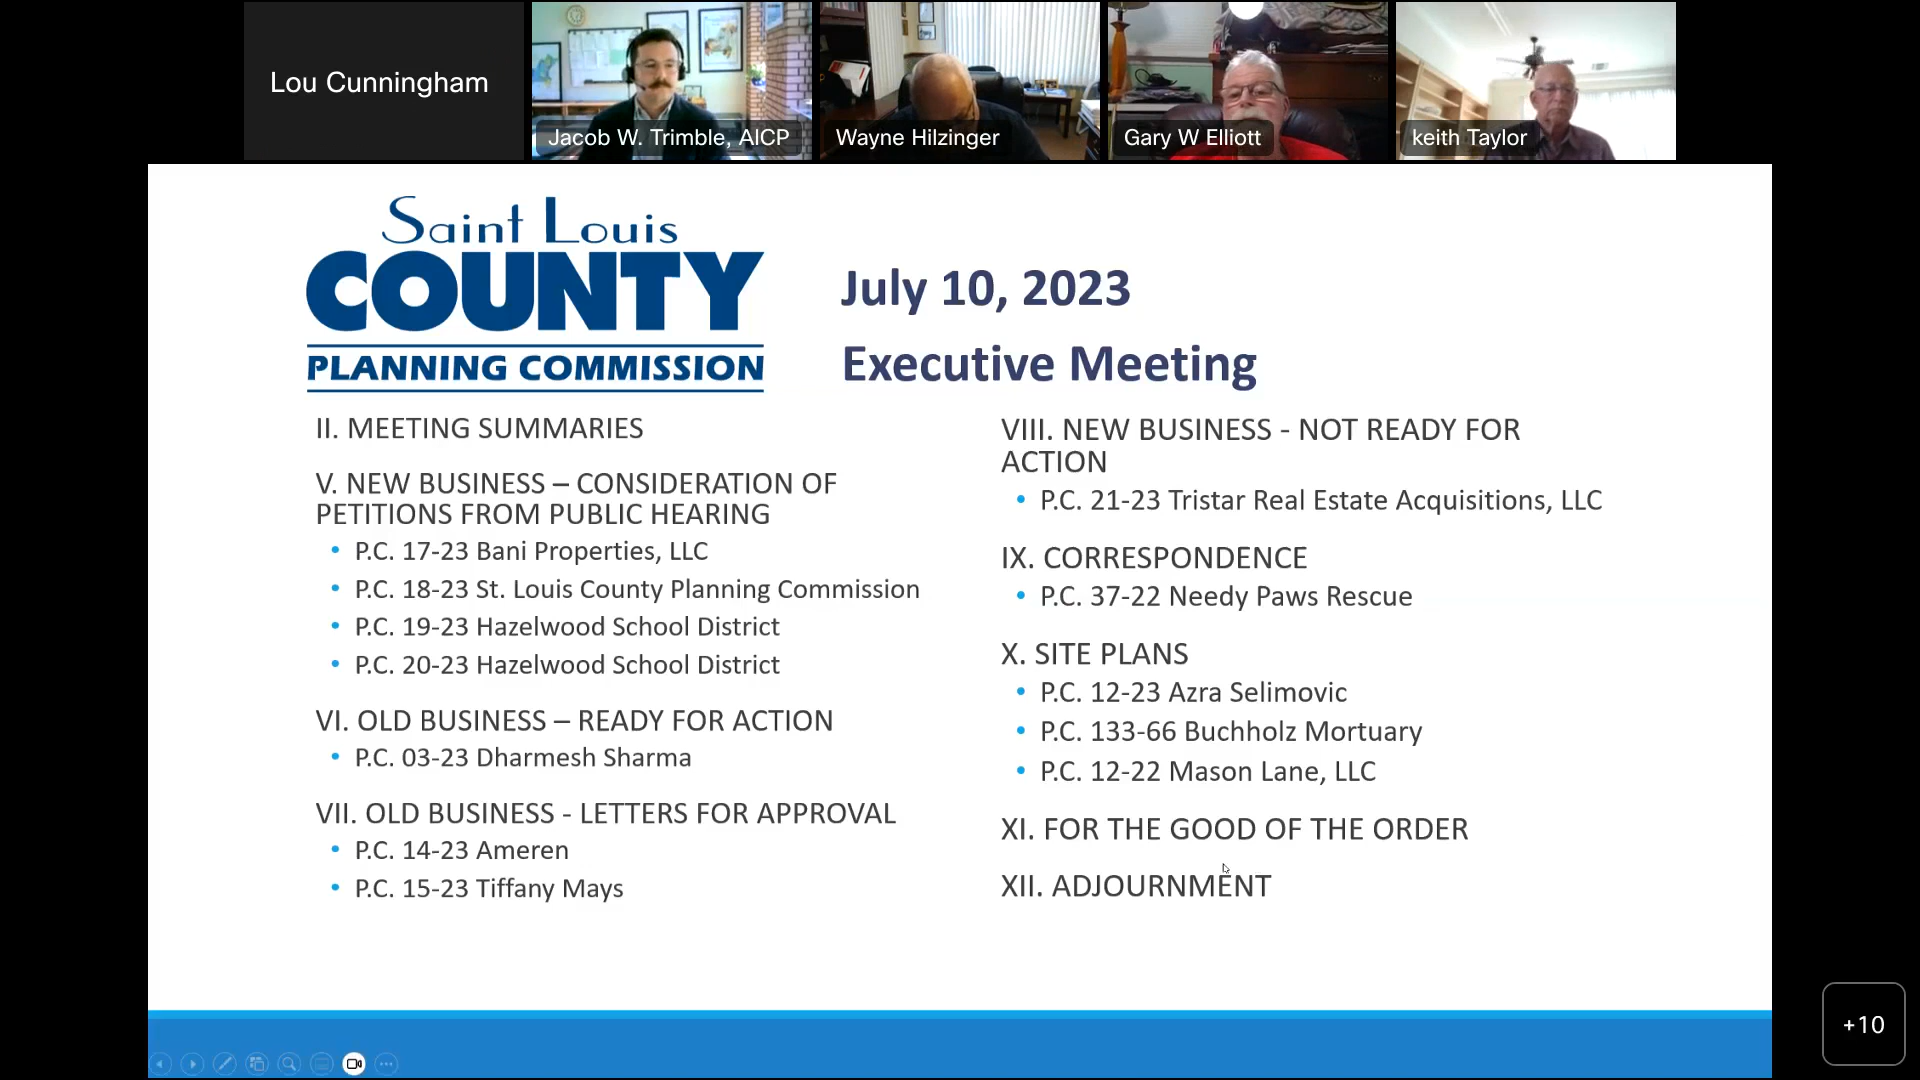 Lou Cunningham
Jacob W. Trimble, AICP
Wayne Hilzinger
Gary W Elliott
keith Taylor
Saint Louis
COUNTY
PLANNING COMMISSION
July 10, 2023
Executive Meeting
II. MEETING SUMMARIES
V. NEW BUSINESS – CONSIDERATION OF
PETITIONS FROM PUBLIC HEARING
• P.C. 17-23 Bani Properties, LLC
• P.C. 18-23 St. Louis County Planning Commission
• P.C. 19-23 Hazelwood School District
• P.C. 20-23 Hazelwood School District
VI. OLD BUSINESS – READY FOR ACTION
• P.C. 03-23 Dharmesh Sharma
VII. OLD BUSINESS - LETTERS FOR APPROVAL
• P.C. 14-23 Ameren
• P.C. 15-23 Tiffany Mays
VIII. NEW BUSINESS - NOT READY FOR
ACTION
• P.C. 21-23 Tristar Real Estate Acquisitions, LLC
IX. CORRESPONDENCE
• P.C. 37-22 Needy Paws Rescue
X. SITE PLANS
• P.C. 12-23 Azra Selimovic
• P.C. 133-66 Buchholz Mortuary
• P.C. 12-22 Mason Lane, LLC
XI. FOR THE GOOD OF THE ORDER
XII. ADJOURNMENT
+10